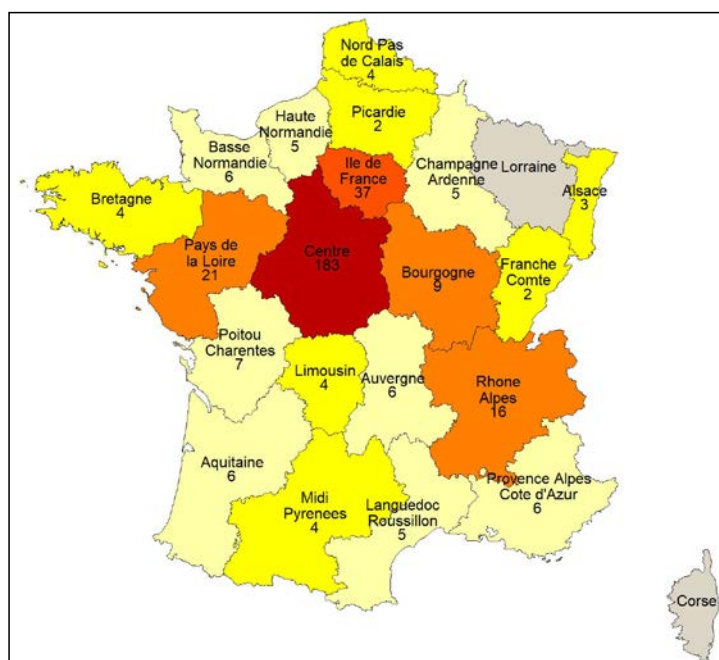 Nord Pas
de Calais
4
Picardie
2
Haute
Normandie
5
Basse
Normandie
6
Ile de
France
37
Champagne
Ardenne
5
Lorraine
Alsace
3
Bretagne
4
Pays de
la Loire
21
Centre
183
Bourgogne
9
Franche
Comte
2
Poitou
Charentes
7
Limousin
4
Auvergne
6
Rhone
Alpes
16
Aquitaine
6
Midi
Pyrenees
4
Languedoc
Roussillon
5
Provence Alpes
Cote d'Azur
6
Corse